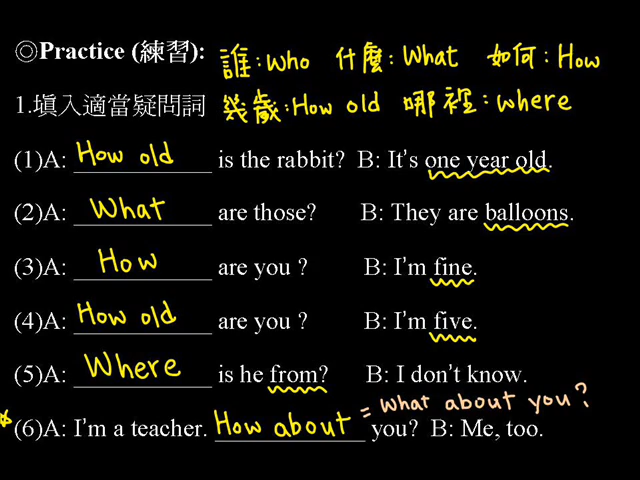 ◎Practice (練習): 誰:Who 什麼:What 如何:How
1.填入適當疑問詞 幾歲:How old 哪裡:where
(1)A: How old is the rabbit? B: It's one year old.
(2)A: What are those? B: They are balloons.
(3)A: How are you ? B: I'm fine.
(4)A: How old are you ? B: I'm five.
(5)A: Where is he from? B: I don't know.
= what about you?
(6)A: I'm a teacher. How about you? B: Me, too.